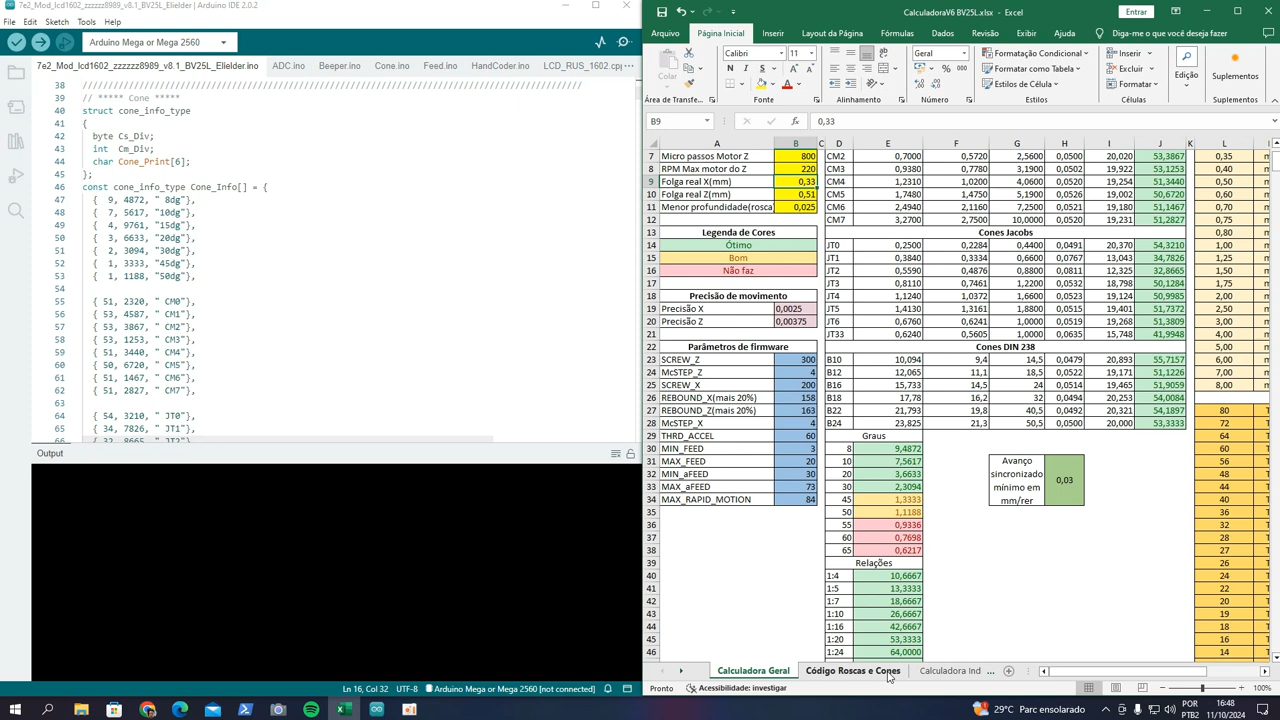 7e2_Mod_lcd1602_zzzzzz8989_v8.1_BV25L_Elielder | Arduino IDE 2.0.2
File Edit Sketch Tools Help
Arduino Mega or Mega 2560
7e2_Mod_lcd1602_zzzzzz8989_v8.1_BV25L_Elielder.ino ADC.ino Beeper.ino Cone.ino Feed.ino HandCoder.ino LCD_RUS_1602.cpp
38 ////////////////////////////////////////////////////////////////////////////////////////////////////
39 // ***** Cone *****
40 struct cone_info_type
41 {
42 byte Cs_Div;
43 int Cm_Div;
44 char Cone_Print[6];
45 };
46 const cone_info_type Cone_Info[] = {
47 { 9, 4872, " 8dg"},
48 { 7, 5617, "10dg"},
49 { 4, 9761, "15dg"},
50 { 3, 6633, "20dg"},
51 { 2, 3094, "30dg"},
52 { 1, 3333, "45dg"},
53 { 1, 1188, "50dg"},
54
55 { 51, 2320, " CM0"},
56 { 53, 4587, " CM1"},
57 { 53, 3867, " CM2"},
58 { 53, 1253, " CM3"},
59 { 51, 3440, " CM4"},
60 { 50, 6720, " CM5"},
61 { 51, 1467, " CM6"},
62 { 51, 2827, " CM7"},
63
64 { 54, 3210, " JT0"},
65 { 34, 7826, " JT1"},
66 { 32, 8665, " JT2"},
Output
Ln 16, Col 32 UTF-8 Arduino Mega or Mega 2560 [not connected]
CalculadoraV6 BV25L.xlsx - Excel
Entrar
Arquivo Página Inicial Inserir Layout da Página Fórmulas Dados Revisão Exibir Ajuda Diga-me o que você deseja fazer
Colar
Calibri 11
N I S
Geral
Formatação Condicional
Formatar como Tabela
Estilos de Célula
Inserir
Excluir
Formatar
Edição
Suplementos
Área de Transfe... Fonte Alinhamento Número Estilos Células Suplementos
B9 fx 0,33
A B C D E F G H I J K L
7 Micro passos Motor Z 800 CM2 0,7000 0,5720 2,5600 0,0500 20,020 53,3867 0,35
8 RPM Max motor do Z 220 CM3 0,9380 0,7780 3,1900 0,0502 19,922 53,1253 0,40
9 Folga real X(mm) 0,33 CM4 1,2310 1,0200 4,0600 0,0520 19,254 51,3440 0,50
10 Folga real Z(mm) 0,51 CM5 1,7480 1,4750 5,1900 0,0526 19,002 50,6720 0,60
11 Menor profundidade(rosca 0,025 CM6 2,4940 2,1160 7,2500 0,0521 19,180 51,1467 0,70
12 CM7 3,2700 2,7500 10,0000 0,0520 19,231 51,2827 0,75
13 Legenda de Cores Cones Jacobs 0,80
14 Ótimo JT0 0,2500 0,2284 0,4400 0,0491 20,370 54,3210 1,00
15 Bom JT1 0,3840 0,3334 0,6600 0,0767 13,043 34,7826 1,25
16 Não faz JT2 0,5590 0,4876 0,8800 0,0811 12,325 32,8665 1,50
17 JT3 0,8110 0,7461 1,2200 0,0532 18,798 50,1284 1,75
18 Precisão de movimento JT4 1,1240 1,0372 1,6600 0,0523 19,124 50,9985 2,00
19 Precisão X 0,0025 JT5 1,4130 1,3161 1,8800 0,0515 19,401 51,7372 2,50
20 Precisão Z 0,00375 JT6 0,6760 0,6241 1,0000 0,0519 19,268 51,3809 3,00
21 JT33 0,6240 0,5605 1,0000 0,0635 15,748 41,9948 4,00
22 Parâmetros de firmware Cones DIN 238 5,00
23 SCREW_Z 300 B10 10,094 9,4 14,5 0,0479 20,893 55,7157 6,00
24 McSTEP_Z 4 B12 12,065 11,1 18,5 0,0522 19,171 51,1226 7,00
25 SCREW_X 200 B16 15,733 14,5 24 0,0514 19,465 51,9059 8,00
26 REBOUND_X(mais 20%) 158 B18 17,78 16,2 32 0,0494 20,253 54,0084
27 REBOUND_Z(mais 20%) 163 B22 21,793 19,8 40,5 0,0492 20,321 54,1897 80
28 McSTEP_X 4 B24 23,825 21,3 50,5 0,0500 20,000 53,3333 72
29 THRD_ACCEL 60 Graus 60
30 MIN_FEED 3 8 9,4872 56
31 MAX_FEED 20 10 7,5617 Avanço 54
32 MIN_aFEED 30 20 3,6633 sincronizado 48
33 MAX_aFEED 73 30 2,3094 mínimo em 44
34 MAX_RAPID_MOTION 84 45 1,3333 mm/rer 0,03 40
35 50 1,1188 36
36 55 0,9336 32
37 60 0,7698 28
38 65 0,6217 27
39 Relações 26
40 1:4 10,6667 24
41 1:5 13,3333 22
42 1:7 18,6667 20
43 1:10 26,6667 19
44 1:16 42,6667 18
45 1:20 53,3333 16
46 1:24 64,0000 14
Calculadora Geral Código Roscas e Cones Calculadora Ind ...
Pronto Acessibilidade: investigar 100%
29°C Parc ensolarado POR PTB2 16:48 11/10/2024